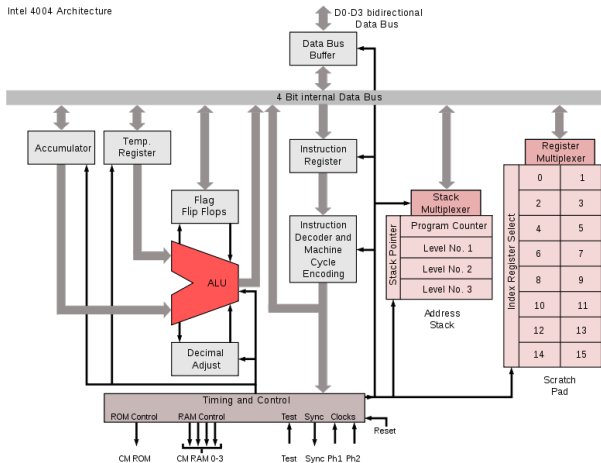 Intel 4004 Architecture
D0-D3 bidirectional
Data Bus
Data Bus
Buffer
4 Bit internal Data Bus
Accumulator
Temp.
Register
Flag
Flip Flops
ALU
Decimal
Adjust
Instruction
Register
Instruction
Decoder and
Machine
Cycle
Encoding
Stack
Multiplexer
Stack Pointer
Program Counter
Level No. 1
Level No. 2
Level No. 3
Address
Stack
Register
Multiplexer
Index Register Select
0 1
2 3
4 5
6 7
8 9
10 11
12 13
14 15
Scratch
Pad
Timing and Control
ROM Control RAM Control Test Sync Clocks
Reset
CM ROM CM RAM 0-3 Test Sync Ph1 Ph2